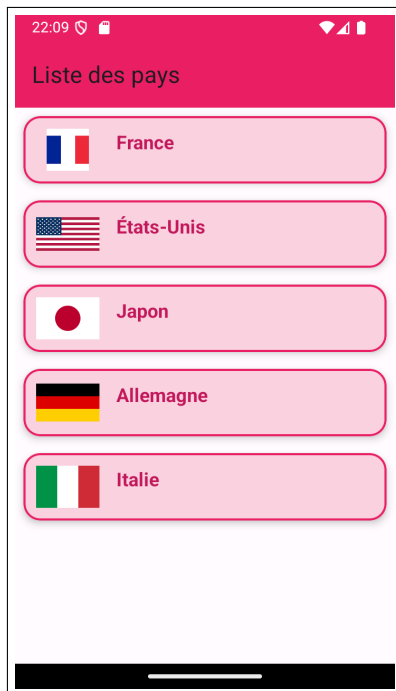 22:09
Liste des pays
France
États-Unis
Japon
Allemagne
Italie